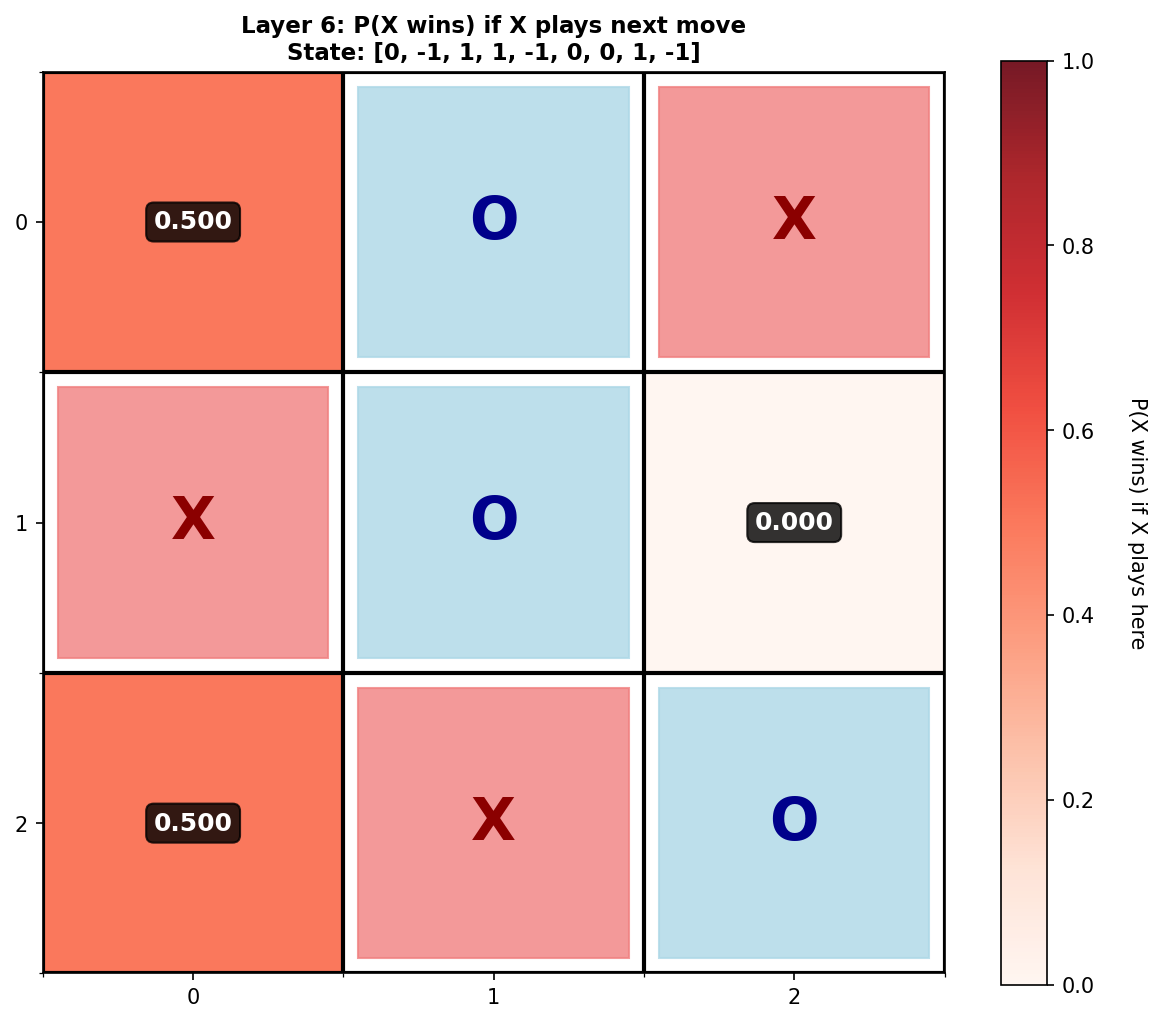 Layer 6: P(X wins) if X plays next move
State: [0, -1, 1, 1, -1, 0, 0, 1, -1]
0
0.500
O
X
1
X
O
0.000
2
0.500
X
O
0
1
2
1.0
0.8
0.6
0.4
0.2
0.0
P(X wins) if X plays here